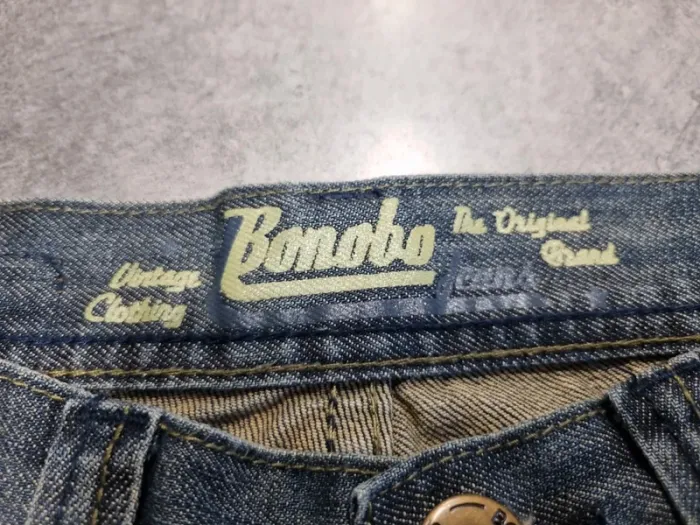 Bonobo
Jeans
Vintage
Clothing
The Original
Brand